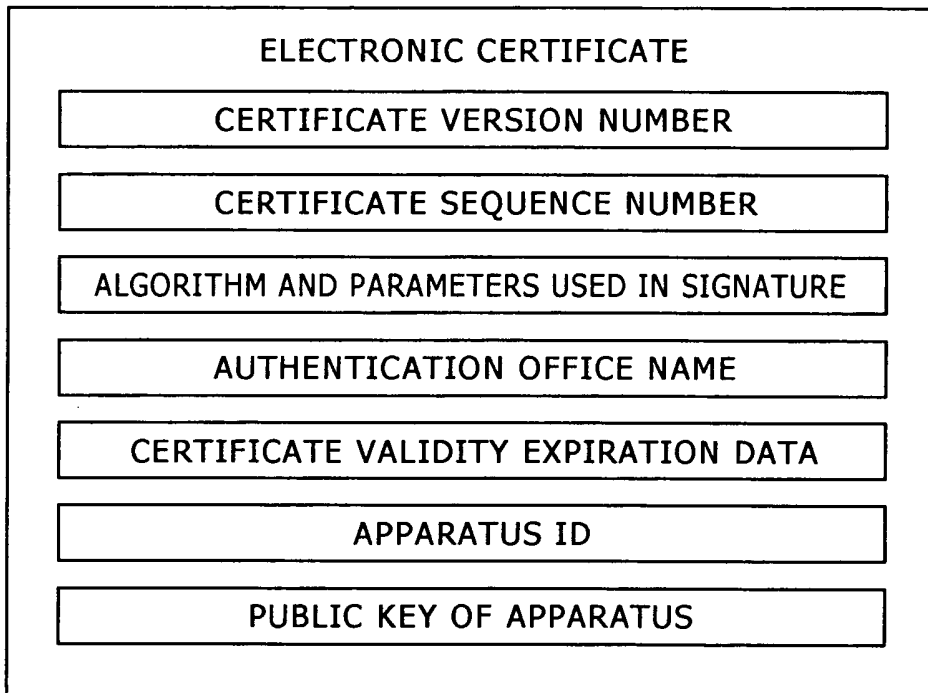 ELECTRONIC CERTIFICATE
CERTIFICATE VERSION NUMBER
CERTIFICATE SEQUENCE NUMBER
ALGORITHM AND PARAMETERS USED IN SIGNATURE
AUTHENTICATION OFFICE NAME
CERTIFICATE VALIDITY EXPIRATION DATA
APPARATUS ID
PUBLIC KEY OF APPARATUS